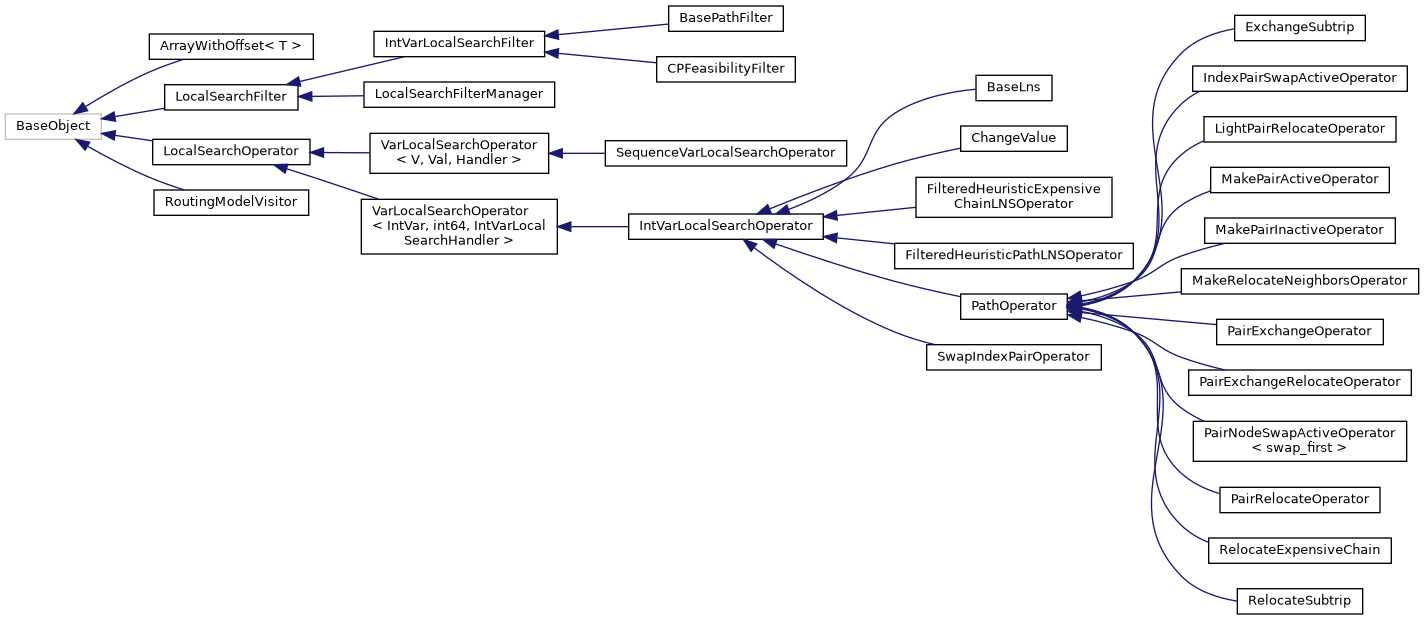 BaseObject
ArrayWithOffset< T >
LocalSearchFilter
LocalSearchOperator
RoutingModelVisitor
IntVarLocalSearchFilter
LocalSearchFilterManager
VarLocalSearchOperator
< V, Val, Handler >
VarLocalSearchOperator
< IntVar, int64, IntVarLocal
SearchHandler >
BasePathFilter
CPFeasibilityFilter
SequenceVarLocalSearchOperator
IntVarLocalSearchOperator
BaseLns
ChangeValue
FilteredHeuristicExpensive
ChainLNSOperator
FilteredHeuristicPathLNSOperator
PathOperator
SwapIndexPairOperator
ExchangeSubtrip
IndexPairSwapActiveOperator
LightPairRelocateOperator
MakePairActiveOperator
MakePairInactiveOperator
MakeRelocateNeighborsOperator
PairExchangeOperator
PairExchangeRelocateOperator
PairNodeSwapActiveOperator
< swap_first >
PairRelocateOperator
RelocateExpensiveChain
RelocateSubtrip